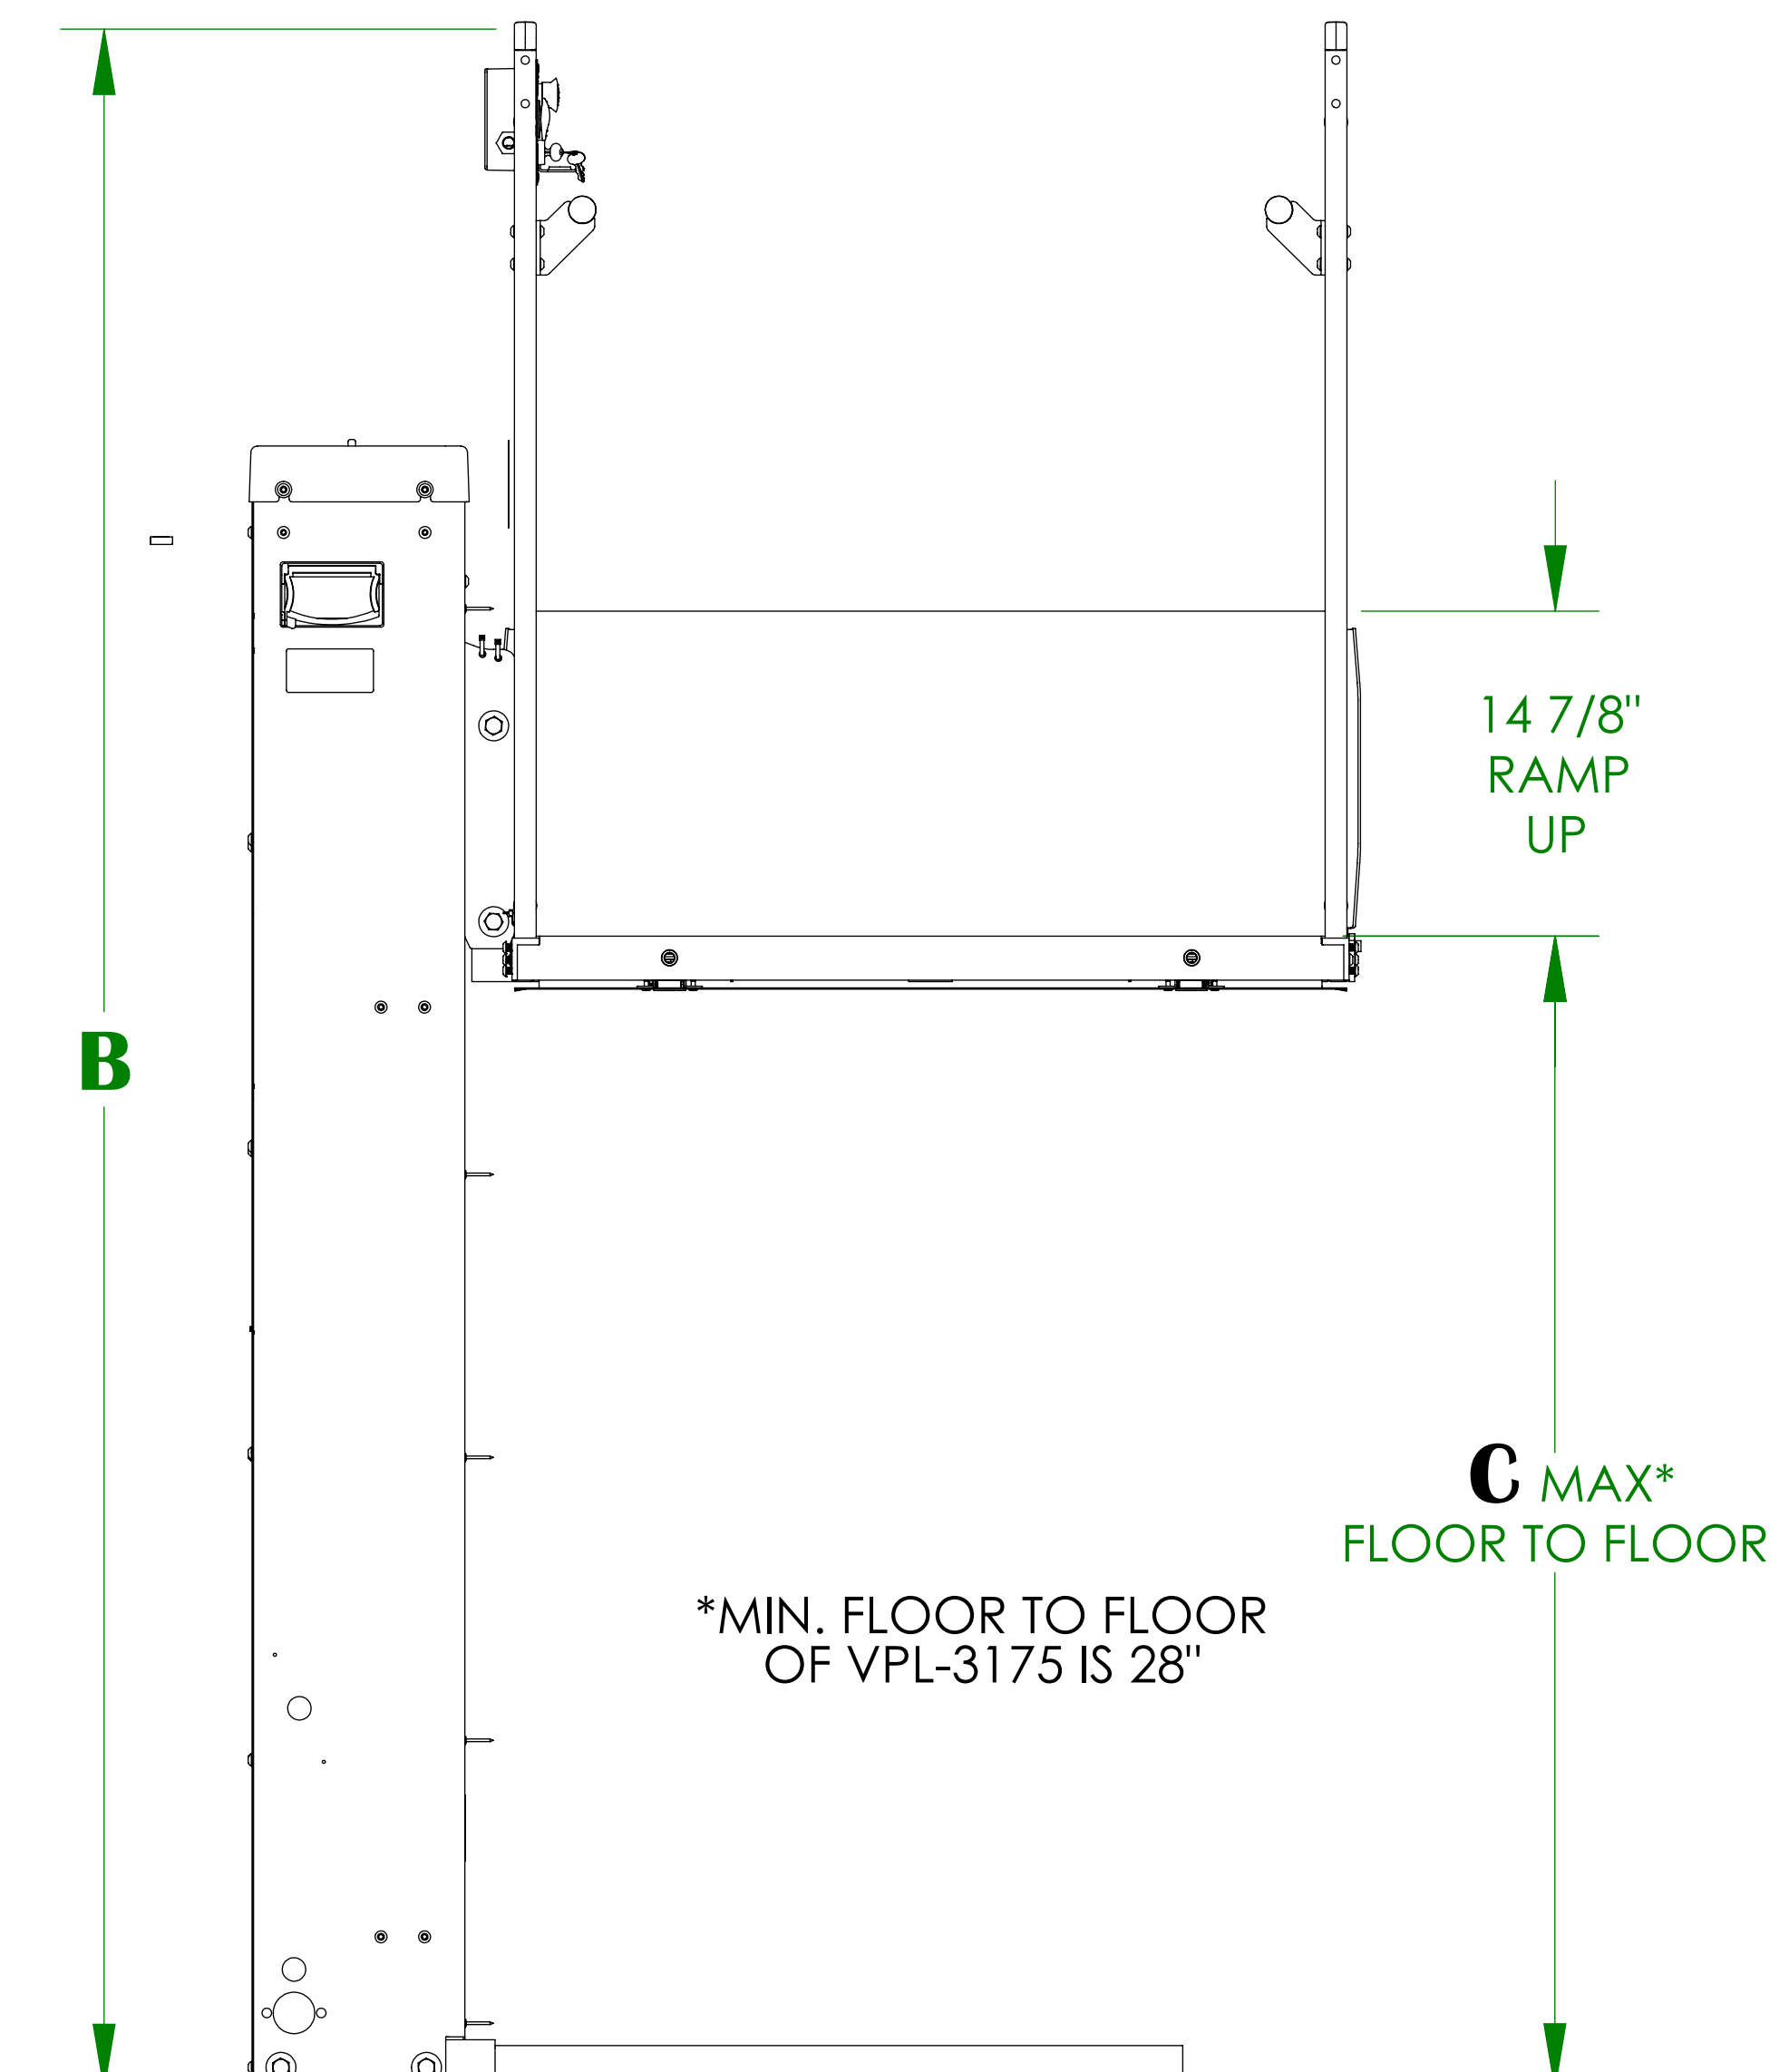 14 7/8"
RAMP
UP
B
C MAX*
FLOOR TO FLOOR
*MIN. FLOOR TO FLOOR
OF VPL-3175 IS 28"